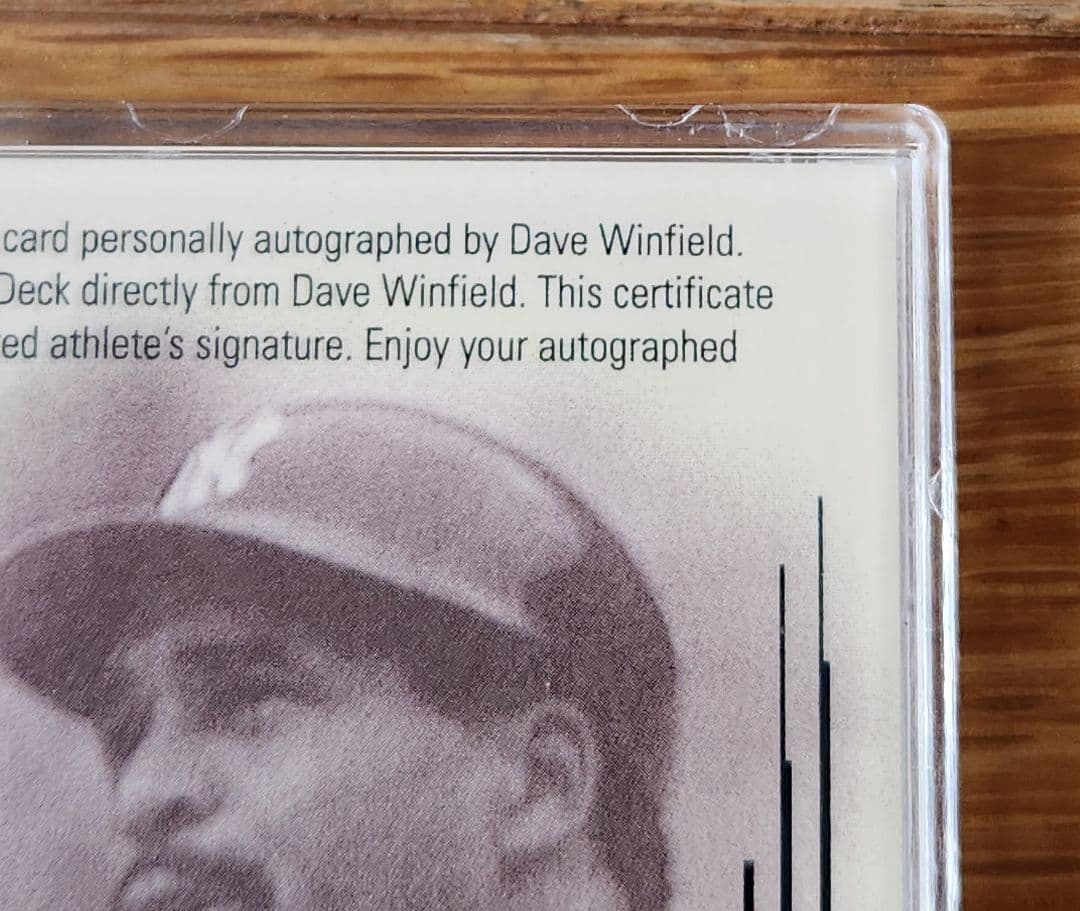 card personally autographed by Dave Winfield.
Deck directly from Dave Winfield. This certificate
ed athlete's signature. Enjoy your autographed